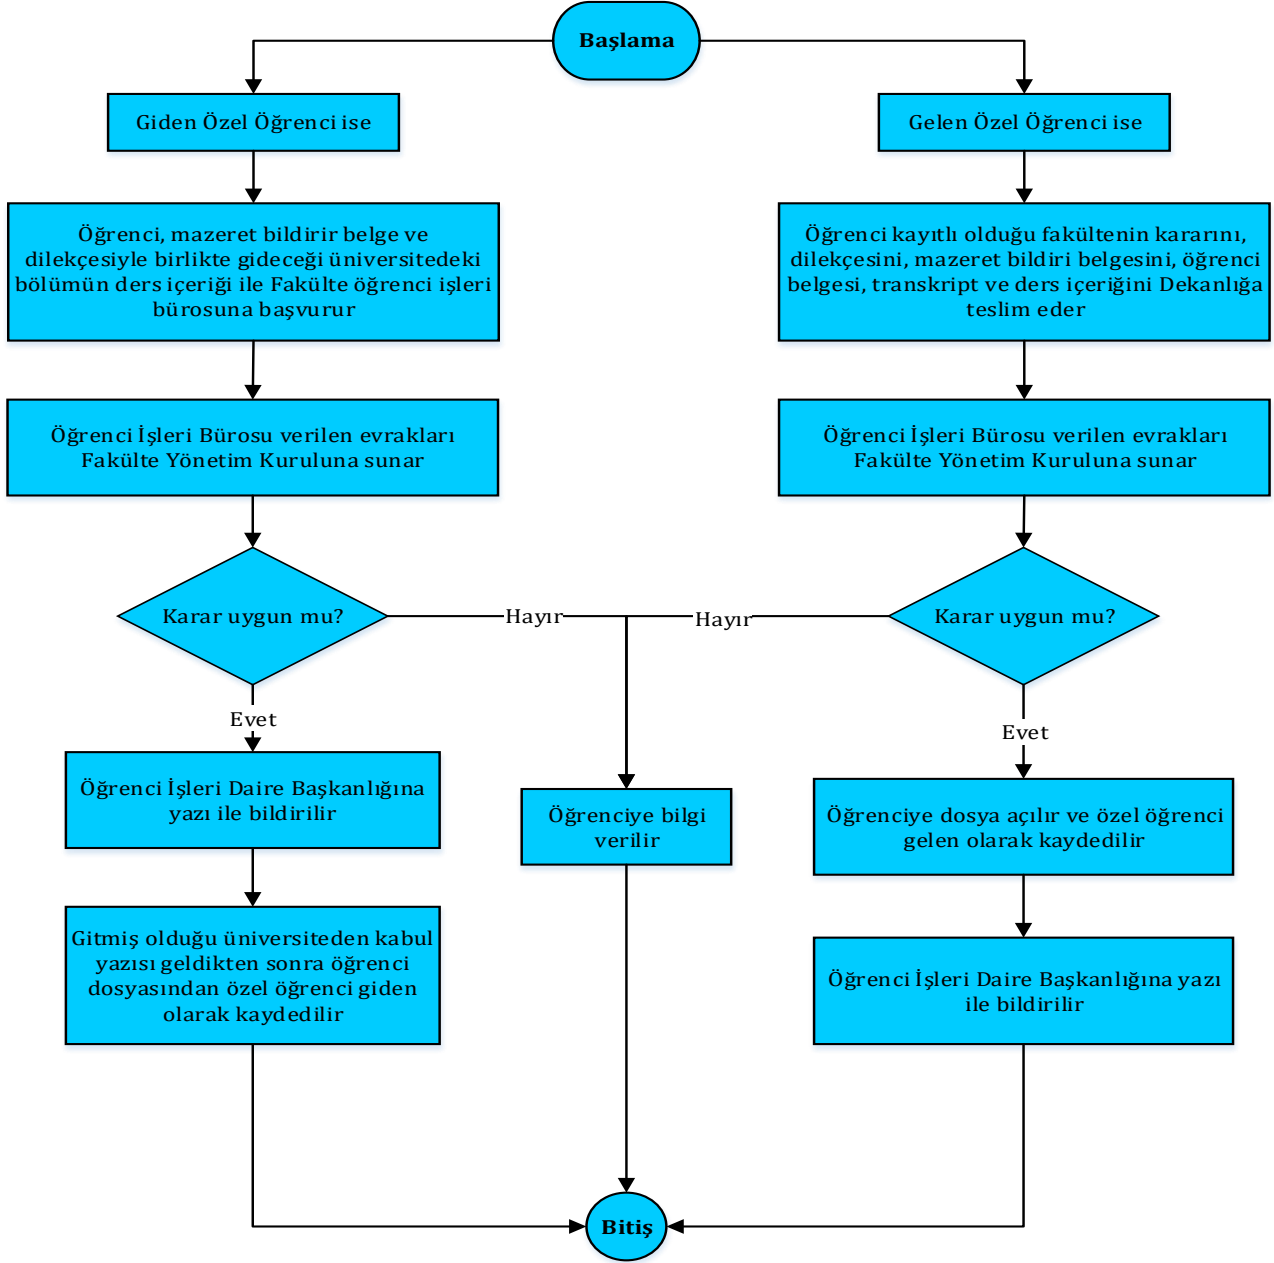 Başlama
Giden Özel Öğrenci ise
Gelen Özel Öğrenci ise
Öğrenci, mazeret bildirir belge ve
dilekçesiyle birlikte gideceği üniversitedeki
bölümün ders içeriği ile Fakülte öğrenci işleri
bürosuna başvurur
Öğrenci kayıtlı olduğu fakültenin kararını,
dilekçesini, mazeret bildiri belgesini, öğrenci
belgesi, transkript ve ders içeriğini Dekanlığa
teslim eder
Öğrenci İşleri Bürosu verilen evrakları
Fakülte Yönetim Kuruluna sunar
Öğrenci İşleri Bürosu verilen evrakları
Fakülte Yönetim Kuruluna sunar
Karar uygun mu?
Hayır
Hayır
Karar uygun mu?
Evet
Evet
Öğrenci İşleri Daire Başkanlığına
yazı ile bildirilir
Öğrenciye bilgi
verilir
Öğrenciye dosya açılır ve özel öğrenci
gelen olarak kaydedilir
Gitmiş olduğu üniversiteden kabul
yazısı geldikten sonra öğrenci
dosyasından özel öğrenci giden
olarak kaydedilir
Öğrenci İşleri Daire Başkanlığına yazı
ile bildirilir
Bitiş